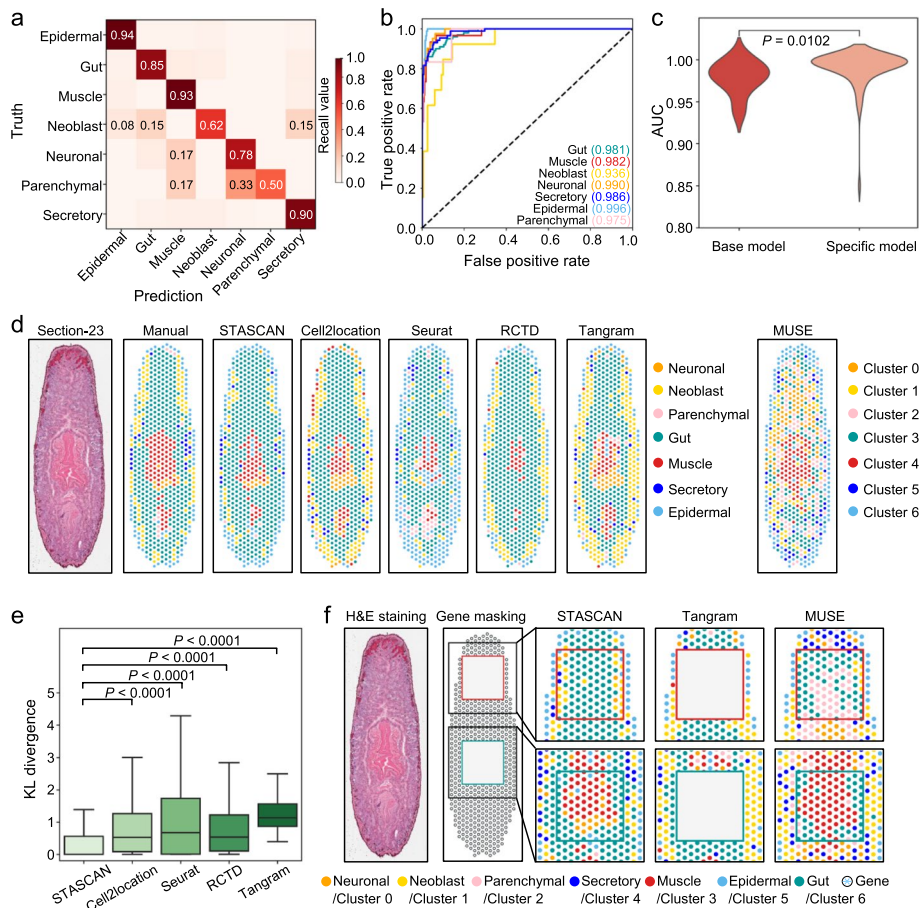 a
Truth
Epidermal
Gut
Muscle
Neoblast
Neuronal
Parenchymal
Secretory
0.94
0.85
0.93
0.08 0.15 0.62 0.15
0.17 0.78
0.17 0.33 0.50
0.90
Epidermal
Gut
Muscle
Neoblast
Neuronal
Parenchymal
Secretory
Prediction
1.0
0.8
0.6
0.4
0.2
0.0
Recall value
b
True positive rate
1.0
0.8
0.6
0.4
0.2
0.0
Gut (0.981)
Muscle (0.982)
Neoblast (0.936)
Neuronal (0.990)
Secretory (0.986)
Epidermal (0.996)
Parenchymal (0.975)
0.0 0.2 0.4 0.6 0.8 1.0
False positive rate
c
AUC
P = 0.0102
1.00
0.95
0.90
0.85
0.80
Base model Specific model
d
Section-23 Manual STASCAN Cell2location Seurat RCTD Tangram MUSE
Neuronal
Neoblast
Parenchymal
Gut
Muscle
Secretory
Epidermal
Cluster 0
Cluster 1
Cluster 2
Cluster 3
Cluster 4
Cluster 5
Cluster 6
e
KL divergence
P < 0.0001
P < 0.0001
P < 0.0001
P < 0.0001
5
4
3
2
1
0
STASCAN
Cell2location
Seurat
RCTD
Tangram
f
H&E staining Gene masking STASCAN Tangram MUSE
Neuronal Neoblast Parenchymal Secretory Muscle Epidermal Gut Gene
/Cluster 0 /Cluster 1 /Cluster 2 /Cluster 4 /Cluster 3 /Cluster 5 /Cluster 6